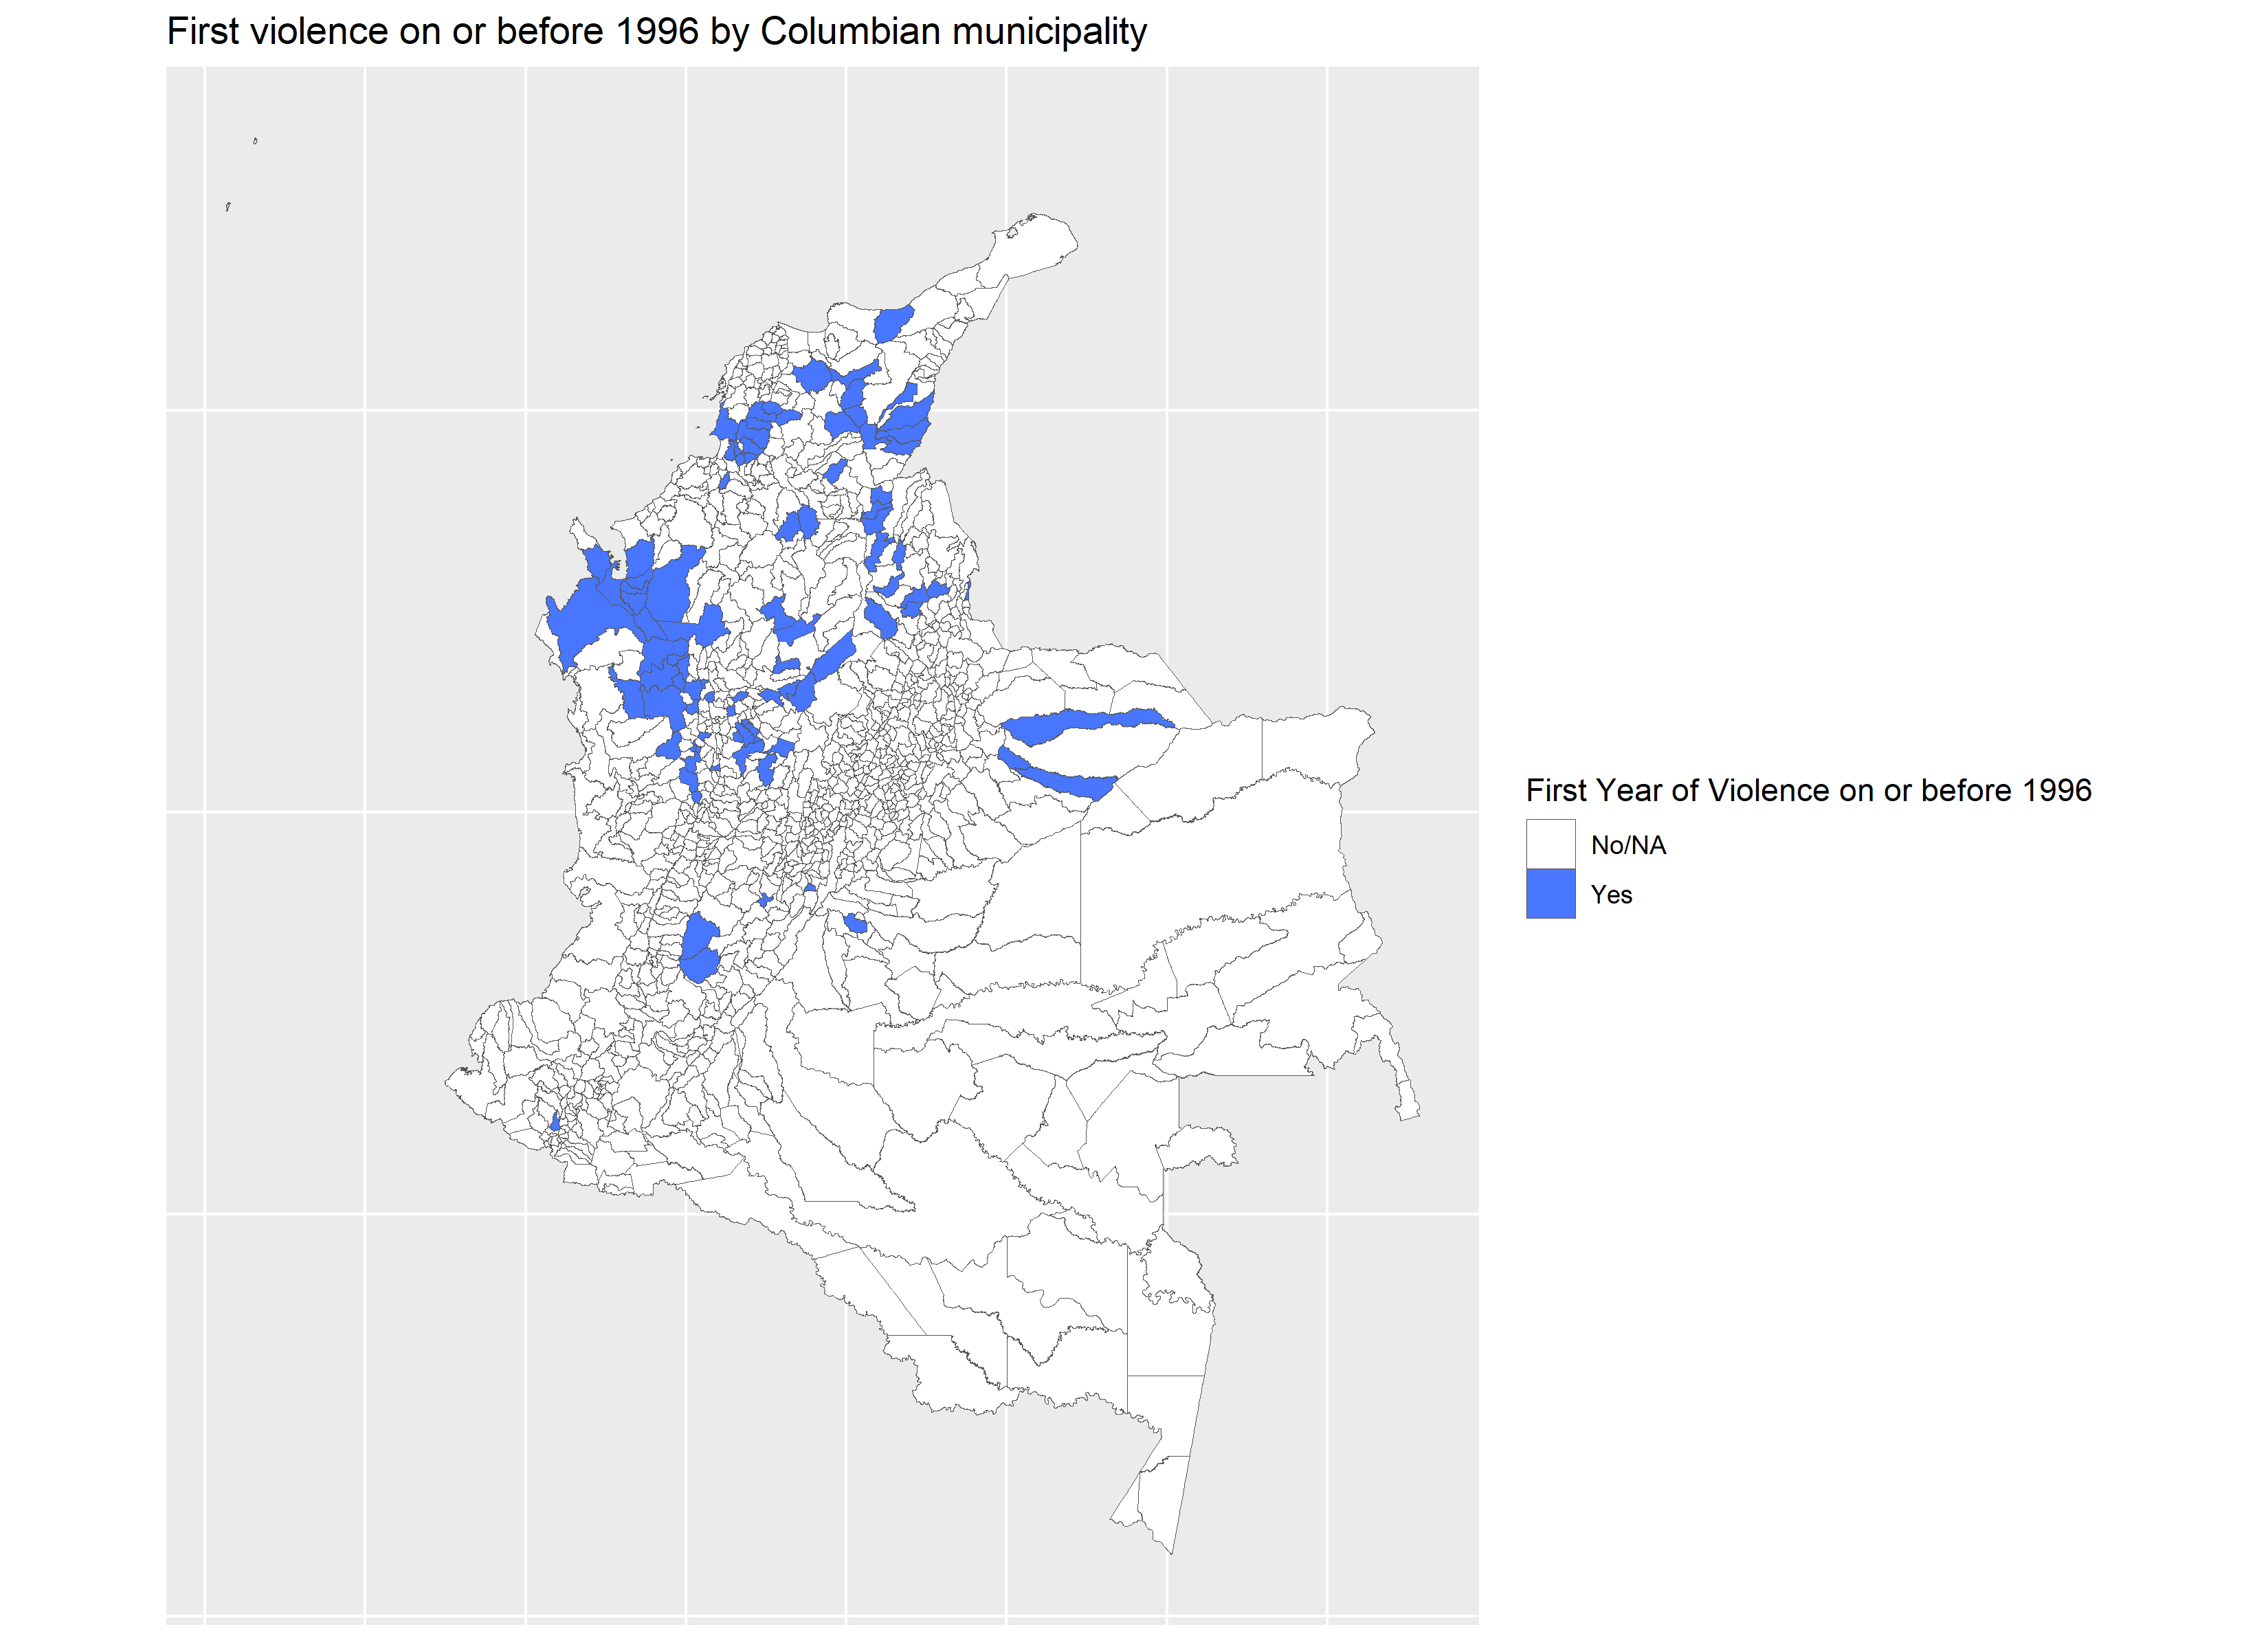 First violence on or before 1996 by Columbian municipality
First Year of Violence on or before 1996
No/NA
Yes